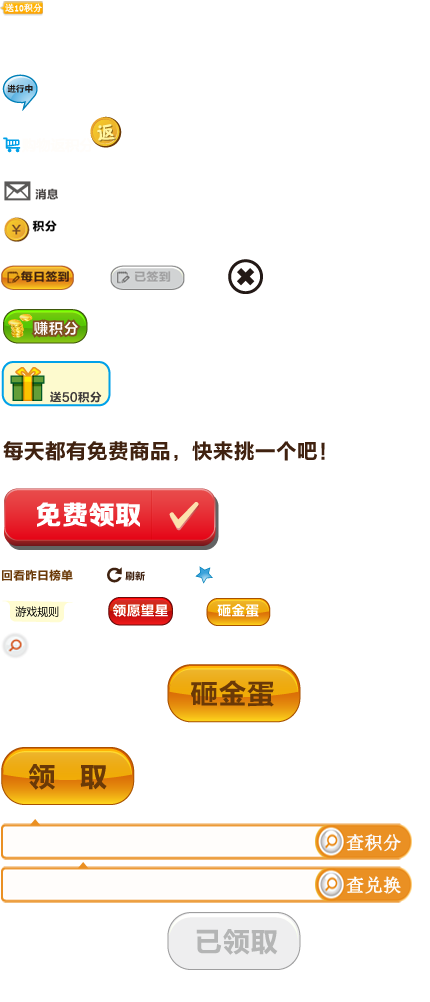 送10积分
进行中
返
消息
¥ 积分
每日签到 已签到
赚积分
送50积分
每天都有免费商品，快来挑一个吧！
免费领取
回看昨日榜单 刷新
游戏规则 领愿望星 砸金蛋
砸金蛋
领 取
查积分
查兑换
已领取